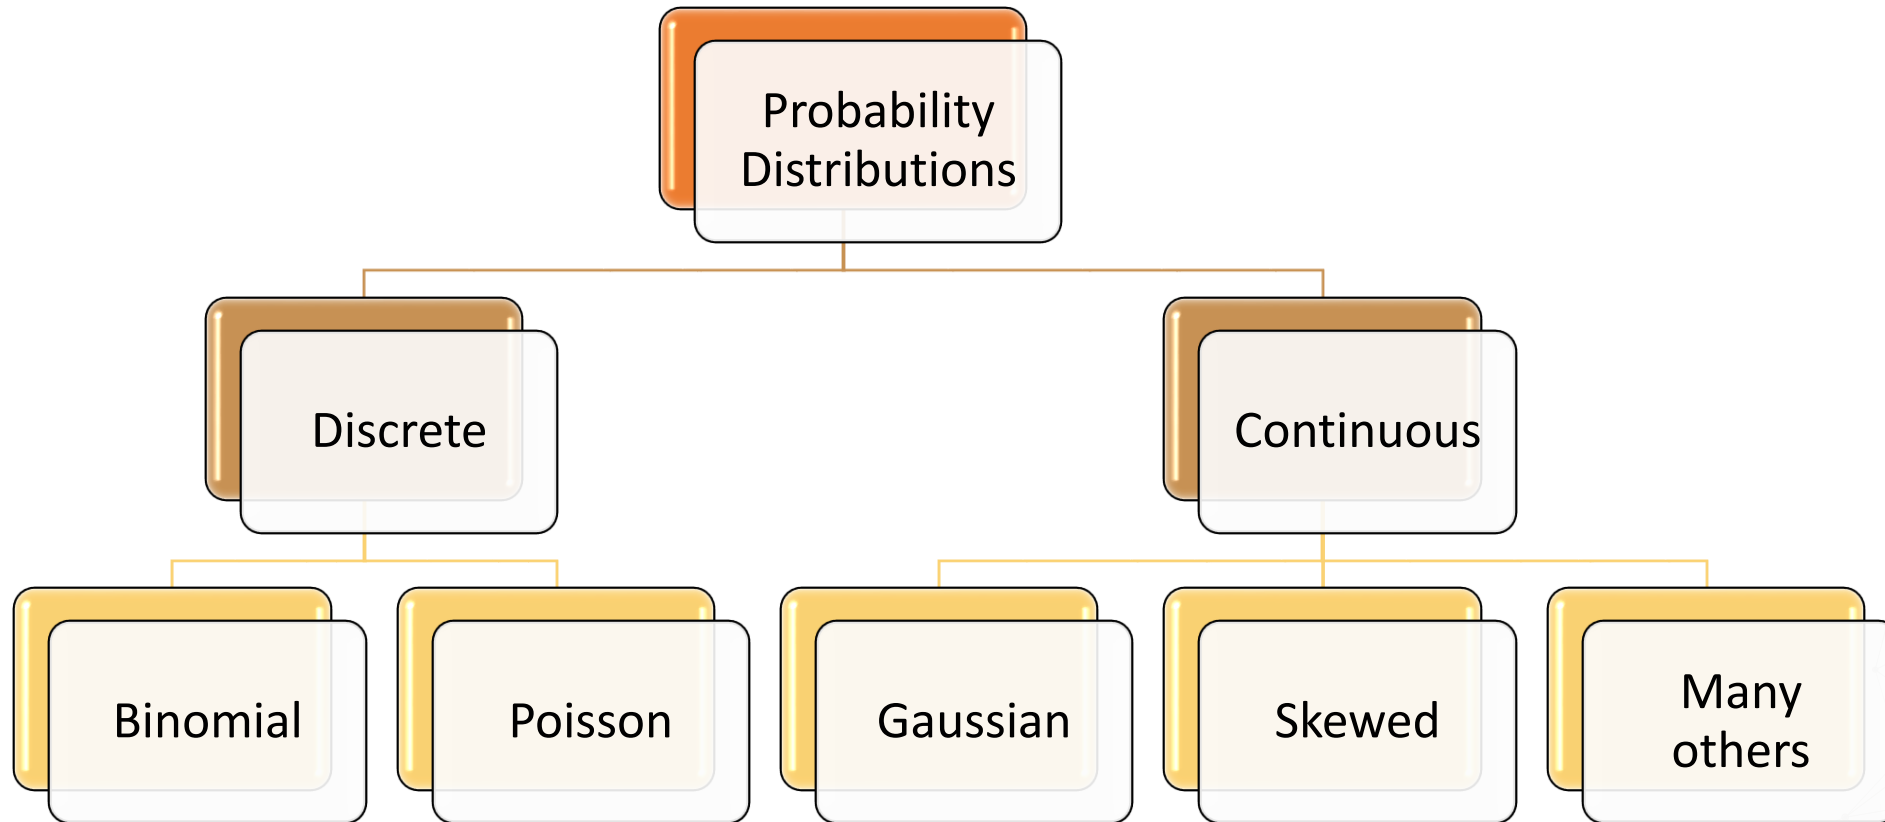 Probability
Distributions
Discrete
Continuous
Binomial
Poisson
Gaussian
Skewed
Many
others